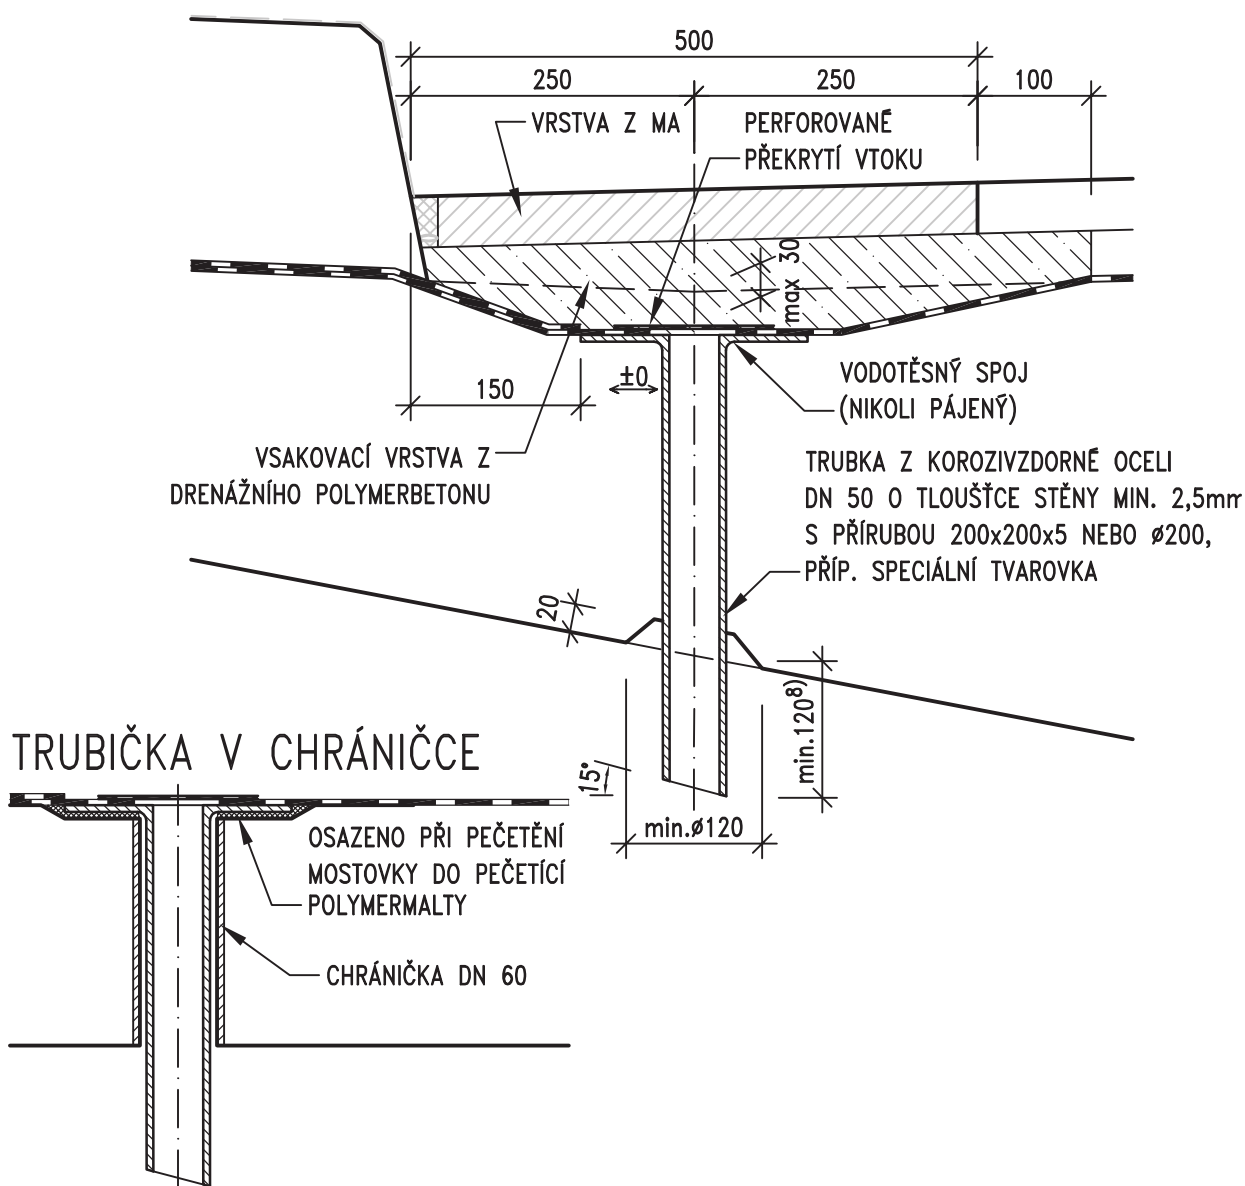 500
250
250
100
VRSTVA Z MA
PERFOROVANÉ
PŘEKRYTÍ VTOKU
max 30
±0
150
VODOTĚSNÝ SPOJ
(NIKOLI PÁJENÝ)
VSAKOVACÍ VRSTVA Z
DRENÁŽNÍHO POLYMERBETONU
TRUBKA Z KOROZIVZDORNÉ OCELI
DN 50 O TLOUŠŤCE STĚNY MIN. 2,5mm
S PŘÍRUBOU 200x200x5 NEBO ø200,
PŘÍP. SPECIÁLNÍ TVAROVKA
20
min.120⁸⁾
15°
min.ø120
TRUBIČKA V CHRÁNIČCE
OSAZENO PŘI PEČETĚNÍ
MOSTOVKY DO PEČETÍCÍ
POLYMERMALTY
CHRÁNIČKA DN 60